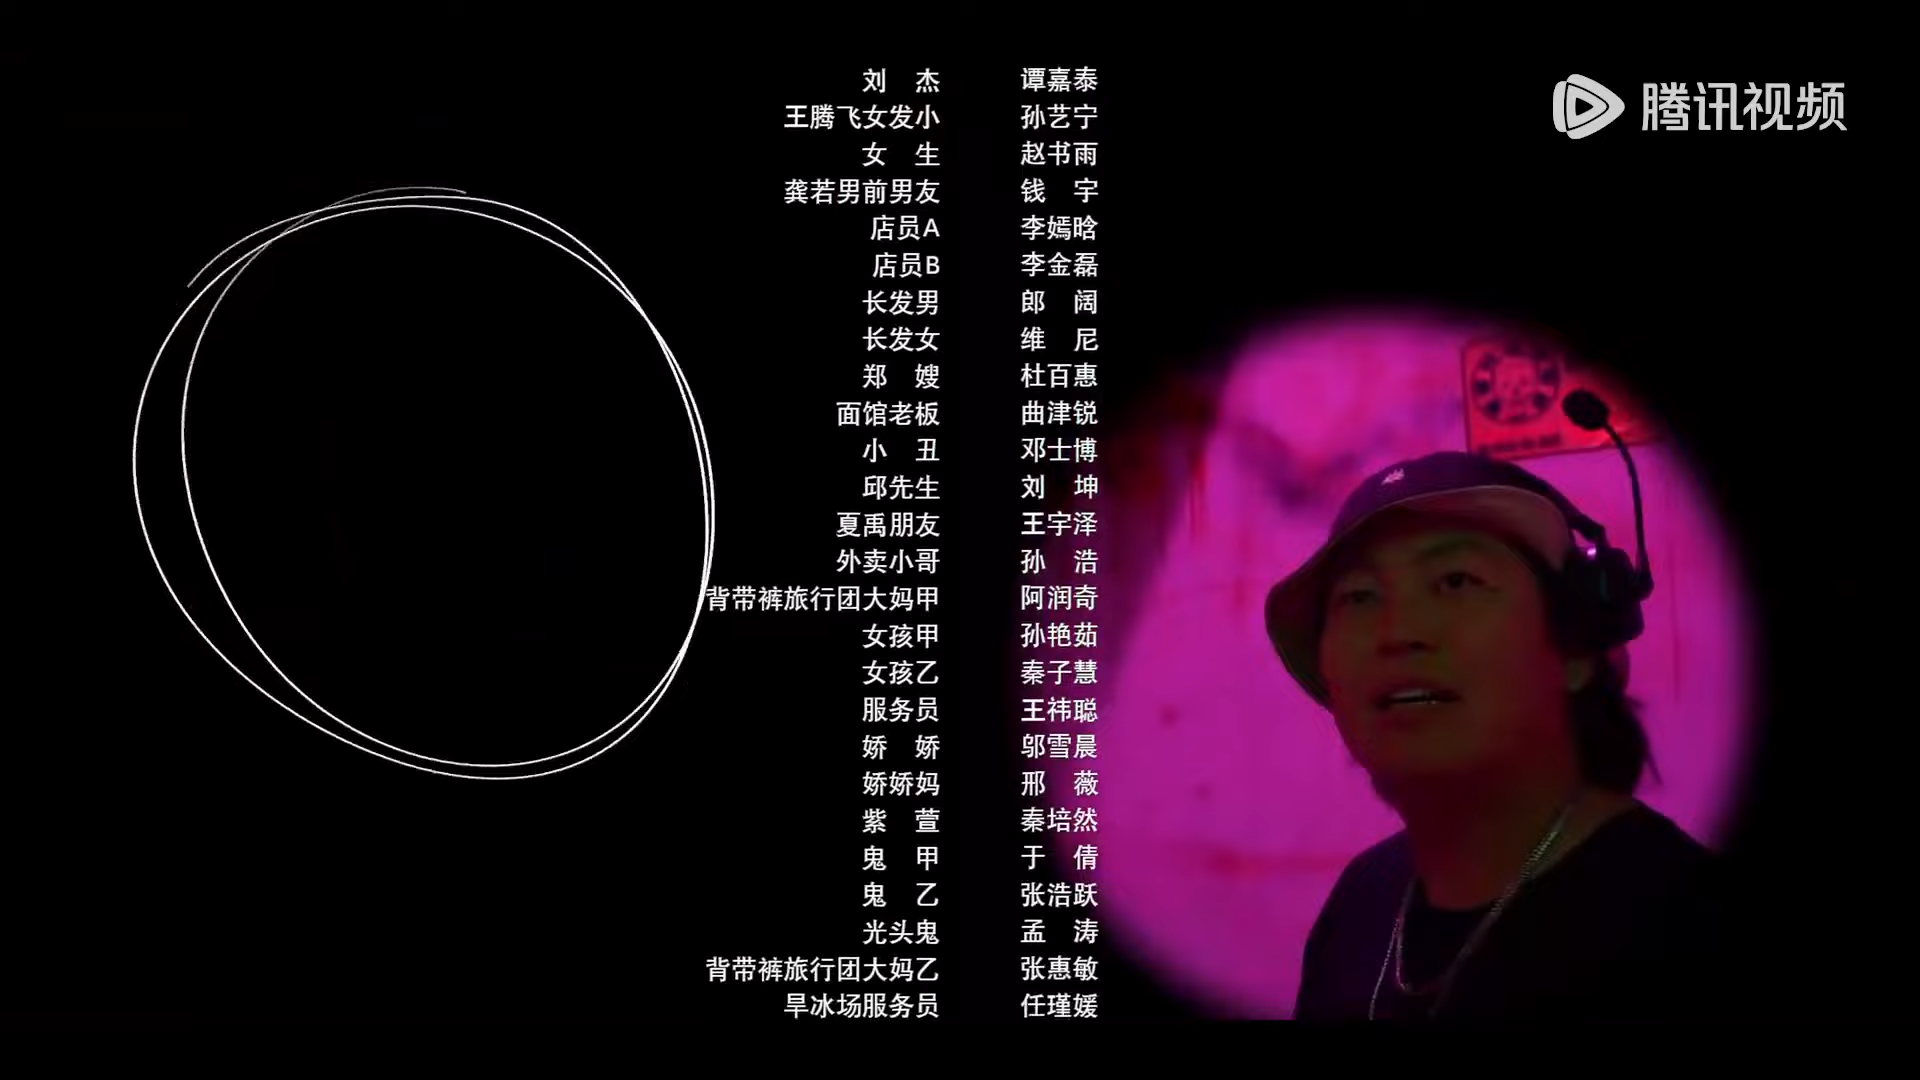 腾讯视频
刘 杰 谭嘉泰
王腾飞女发小 孙艺宁
女 生 赵书雨
龚若男前男友 钱 宇
店员A 李嫣晗
店员B 李金磊
长发男 郎 阔
长发女 维 尼
郑 嫂 杜百惠
面馆老板 曲津锐
小 丑 邓士博
邱先生 刘 坤
夏禹朋友 王宇泽
外卖小哥 孙 浩
背带裤旅行团大妈甲 阿润奇
女孩甲 孙艳茹
女孩乙 秦子慧
服务员 王祎聪
娇 娇 邬雪晨
娇娇妈 邢 薇
紫 萱 秦培然
鬼 甲 于 倩
鬼 乙 张浩跃
光头鬼 孟 涛
背带裤旅行团大妈乙 张惠敏
旱冰场服务员 任瑾媛